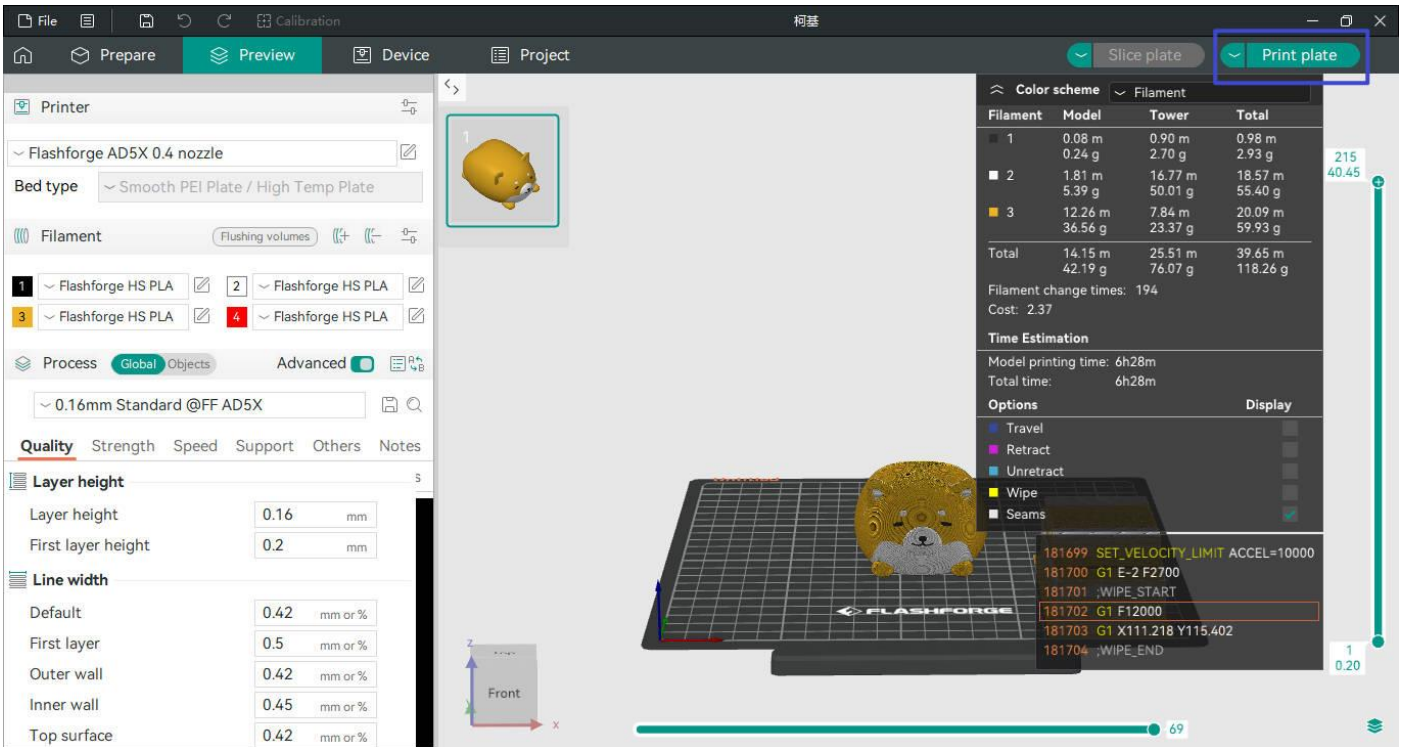 File
Calibration
柯基
Prepare
Preview
Device
Project
Slice plate
Print plate
Printer
Flashforge AD5X 0.4 nozzle
Bed type
Smooth PEI Plate / High Temp Plate
Filament
Flushing volumes
1 Flashforge HS PLA
2 Flashforge HS PLA
3 Flashforge HS PLA
4 Flashforge HS PLA
Process
Global
Objects
Advanced
0.16mm Standard @FF AD5X
Quality Strength Speed Support Others Notes
Layer height
Layer height 0.16 mm
First layer height 0.2 mm
Line width
Default 0.42 mm or %
First layer 0.5 mm or %
Outer wall 0.42 mm or %
Inner wall 0.45 mm or %
Top surface 0.42 mm or %
1
FLASHFORGE
z
Front
x
69
Color scheme Filament
Filament Model Tower Total
1 0.08 m 0.90 m 0.98 m
0.24 g 2.70 g 2.93 g
2 1.81 m 16.77 m 18.57 m
5.39 g 50.01 g 55.40 g
3 12.26 m 7.84 m 20.09 m
36.56 g 23.37 g 59.93 g
Total 14.15 m 25.51 m 39.65 m
42.19 g 76.07 g 118.26 g
Filament change times: 194
Cost: 2.37
Time Estimation
Model printing time: 6h28m
Total time: 6h28m
Options Display
Travel
Retract
Unretract
Wipe
Seams
181699 SET_VELOCITY_LIMIT ACCEL=10000
181700 G1 E-2 F2700
181701 ;WIPE_START
181702 G1 F12000
181703 G1 X111.218 Y115.402
181704 ;WIPE_END
215
40.45
1
0.20